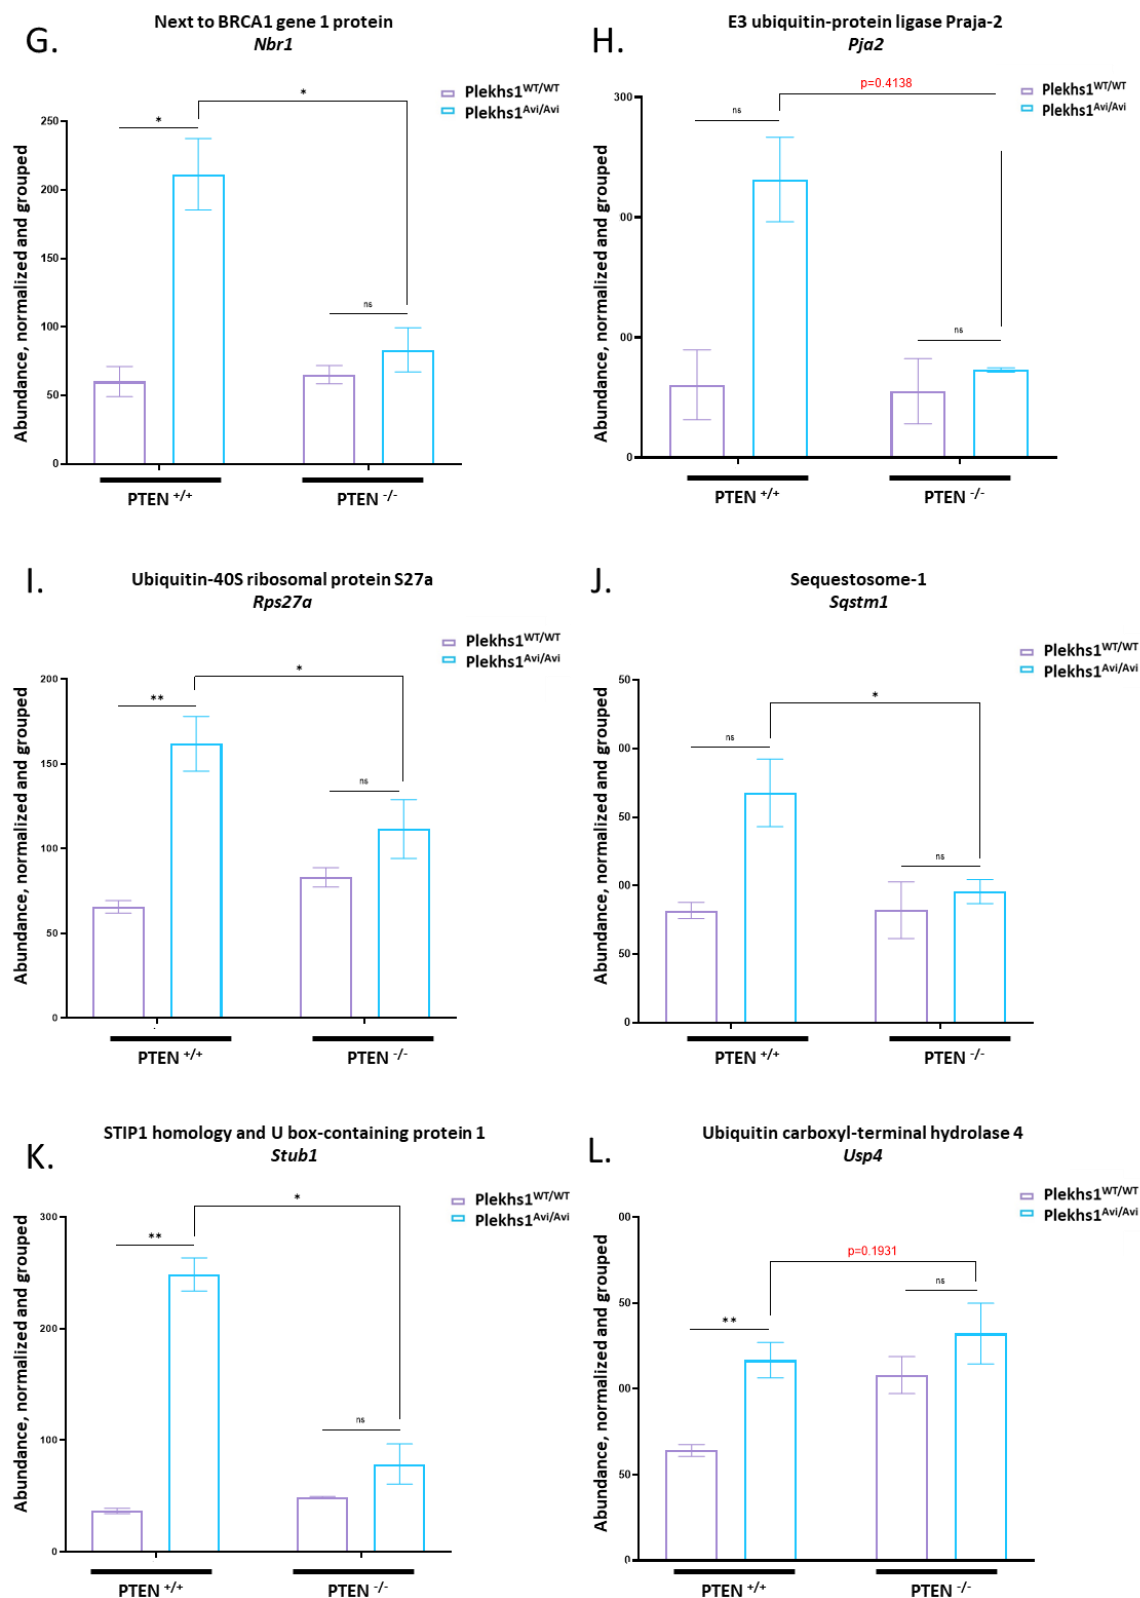 G.
Next to BRCA1 gene 1 protein
Nbr1
Plekhs1WT/WT
Plekhs1Avi/Avi
*
*
ns
Abundance, normalized and grouped
250
200
150
100
50
0
PTEN +/+
PTEN -/-
H.
E3 ubiquitin-protein ligase Praja-2
Pja2
Plekhs1WT/WT
Plekhs1Avi/Avi
p=0.4138
ns
ns
Abundance, normalized and grouped
300
00
00
0
PTEN +/+
PTEN -/-
I.
Ubiquitin-40S ribosomal protein S27a
Rps27a
Plekhs1WT/WT
Plekhs1Avi/Avi
*
**
ns
Abundance, normalized and grouped
200
150
100
50
0
PTEN +/+
PTEN -/-
J.
Sequestosome-1
Sqstm1
Plekhs1WT/WT
Plekhs1Avi/Avi
*
ns
ns
Abundance, normalized and grouped
50
00
50
00
50
0
PTEN +/+
PTEN -/-
K.
STIP1 homology and U box-containing protein 1
Stub1
Plekhs1WT/WT
Plekhs1Avi/Avi
*
**
ns
Abundance, normalized and grouped
300
200
100
0
PTEN +/+
PTEN -/-
L.
Ubiquitin carboxyl-terminal hydrolase 4
Usp4
Plekhs1WT/WT
Plekhs1Avi/Avi
p=0.1931
**
ns
Abundance, normalized and grouped
00
50
00
50
0
PTEN +/+
PTEN -/-